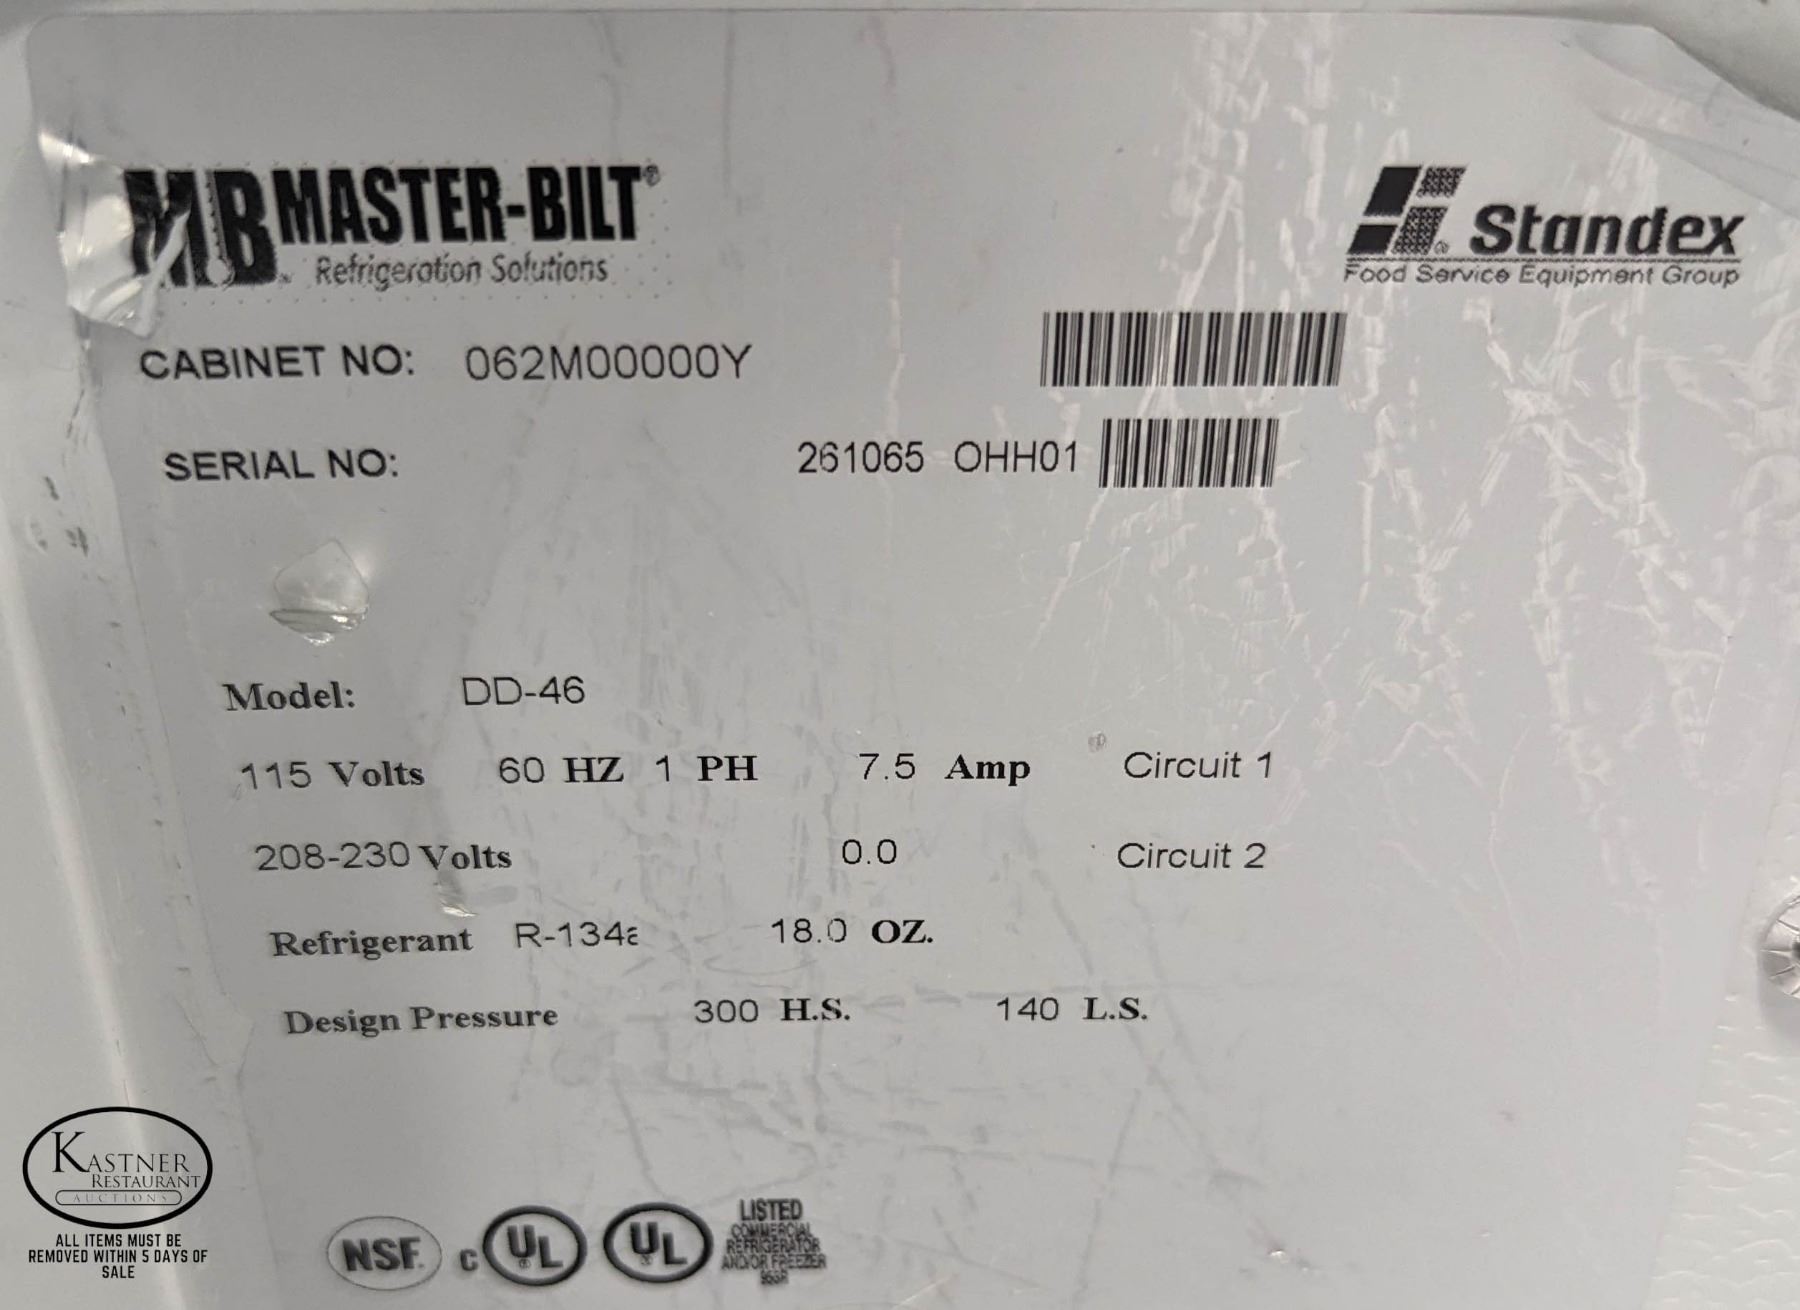 MB MASTER-BILT®
Refrigeration Solutions
Standex
Food Service Equipment Group
CABINET NO: 062M00000Y
SERIAL NO: 261065 OHH01
Model: DD-46
115 Volts 60 HZ 1 PH 7.5 Amp Circuit 1
208-230 Volts 0.0 Circuit 2
Refrigerant R-134a 18.0 OZ.
Design Pressure 300 H.S. 140 L.S.
NSF. c UL UL
LISTED
COMMERCIAL
REFRIGERATOR
AND/OR FREEZER
KASTNER
RESTAURANT
AUCTIONS
ALL ITEMS MUST BE
REMOVED WITHIN 5 DAYS OF
SALE